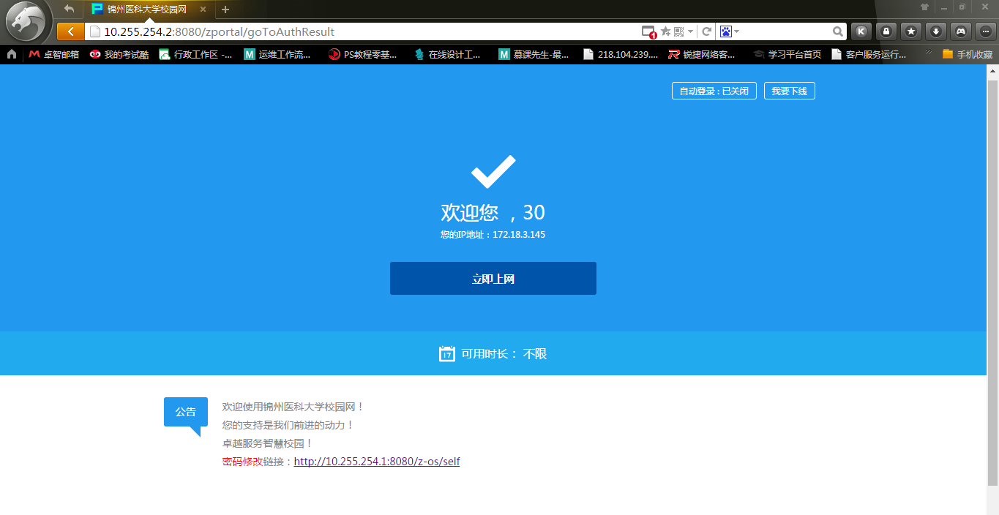 锦州医科大学校园网
10.255.254.2:8080/zportal/goToAuthResult
卓智邮箱 我的考试酷 行政工作区 -... 运维工作流... PS教程零基... 在线设计工... 慕课先生-最... 218.104.239.... 锐捷网络客... 学习平台首页 客户服务运行... 手机收藏
自动登录 : 已关闭 我要下线
欢迎您 ，30
您的IP地址：172.18.3.145
立即上网
17 可用时长： 不限
公告
欢迎使用锦州医科大学校园网！
您的支持是我们前进的动力！
卓越服务智慧校园！
密码修改链接：http://10.255.254.1:8080/z-os/self